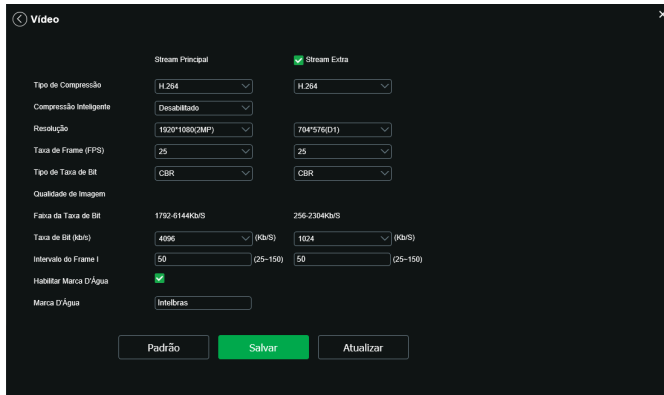 Vídeo
Stream Principal Stream Extra
Tipo de Compressão H.264 H.264
Compressão Inteligente Desabilitado
Resolução 1920*1080(2MP) 704*576(D1)
Taxa de Frame (FPS) 25 25
Tipo de Taxa de Bit CBR CBR
Qualidade de Imagem
Faixa da Taxa de Bit 1792-6144Kb/S 256-2304Kb/S
Taxa de Bit (kb/s) 4096 (Kb/S) 1024 (Kb/S)
Intervalo do Frame I 50 (25~150) 50 (25~150)
Habilitar Marca D'Água
Marca D'Água Intelbras
Padrão Salvar Atualizar